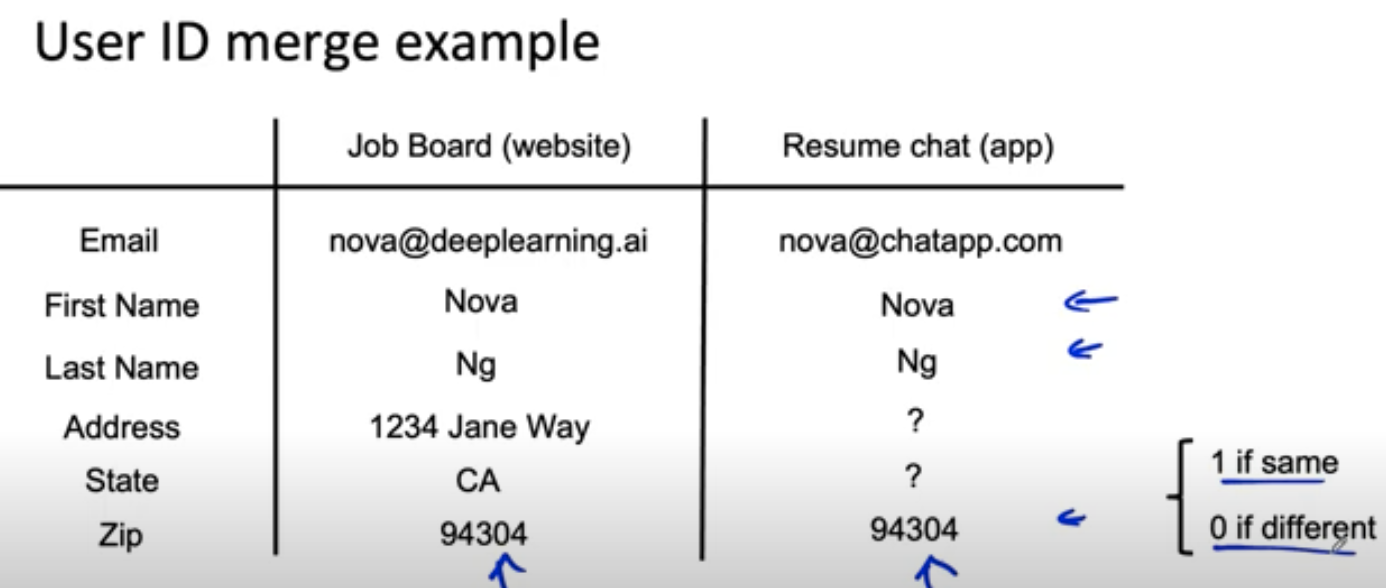 User ID merge example
Job Board (website) Resume chat (app)
Email nova@deeplearning.ai nova@chatapp.com
First Name Nova Nova
Last Name Ng Ng
Address 1234 Jane Way ?
State CA ?
1 if same
Zip 94304 94304
0 if different